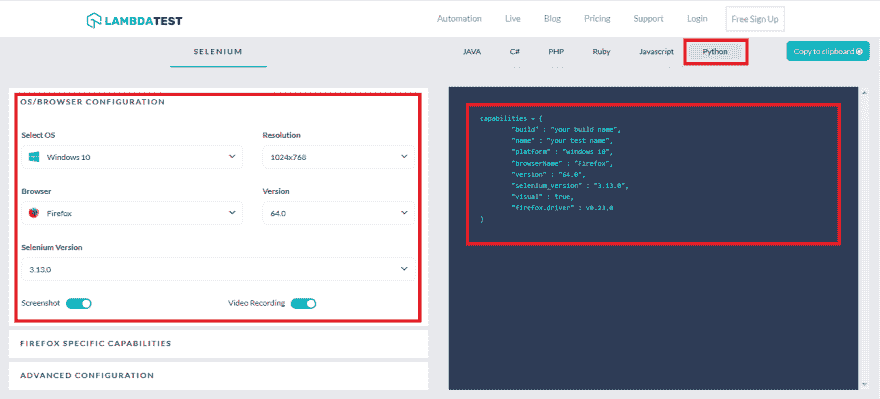 LAMBDATEST
Automation Live Blog Pricing Support Login Free Sign Up
SELENIUM
JAVA C# PHP Ruby Javascript Python Copy to clipboard
OS/BROWSER CONFIGURATION
Select OS Resolution
Windows 10 1024x768
Browser Version
Firefox 64.0
Selenium Version
3.13.0
Screenshot Video Recording
FIREFOX SPECIFIC CAPABILITIES
ADVANCED CONFIGURATION
capabilities = {
"build" : "your build name",
"name" : "your test name",
"platform" : "Windows 10",
"browserName" : "Firefox",
"version" : "64.0",
"selenium_version" : "3.13.0",
"visual" : true,
"firefox.driver" : v0.23.0
}